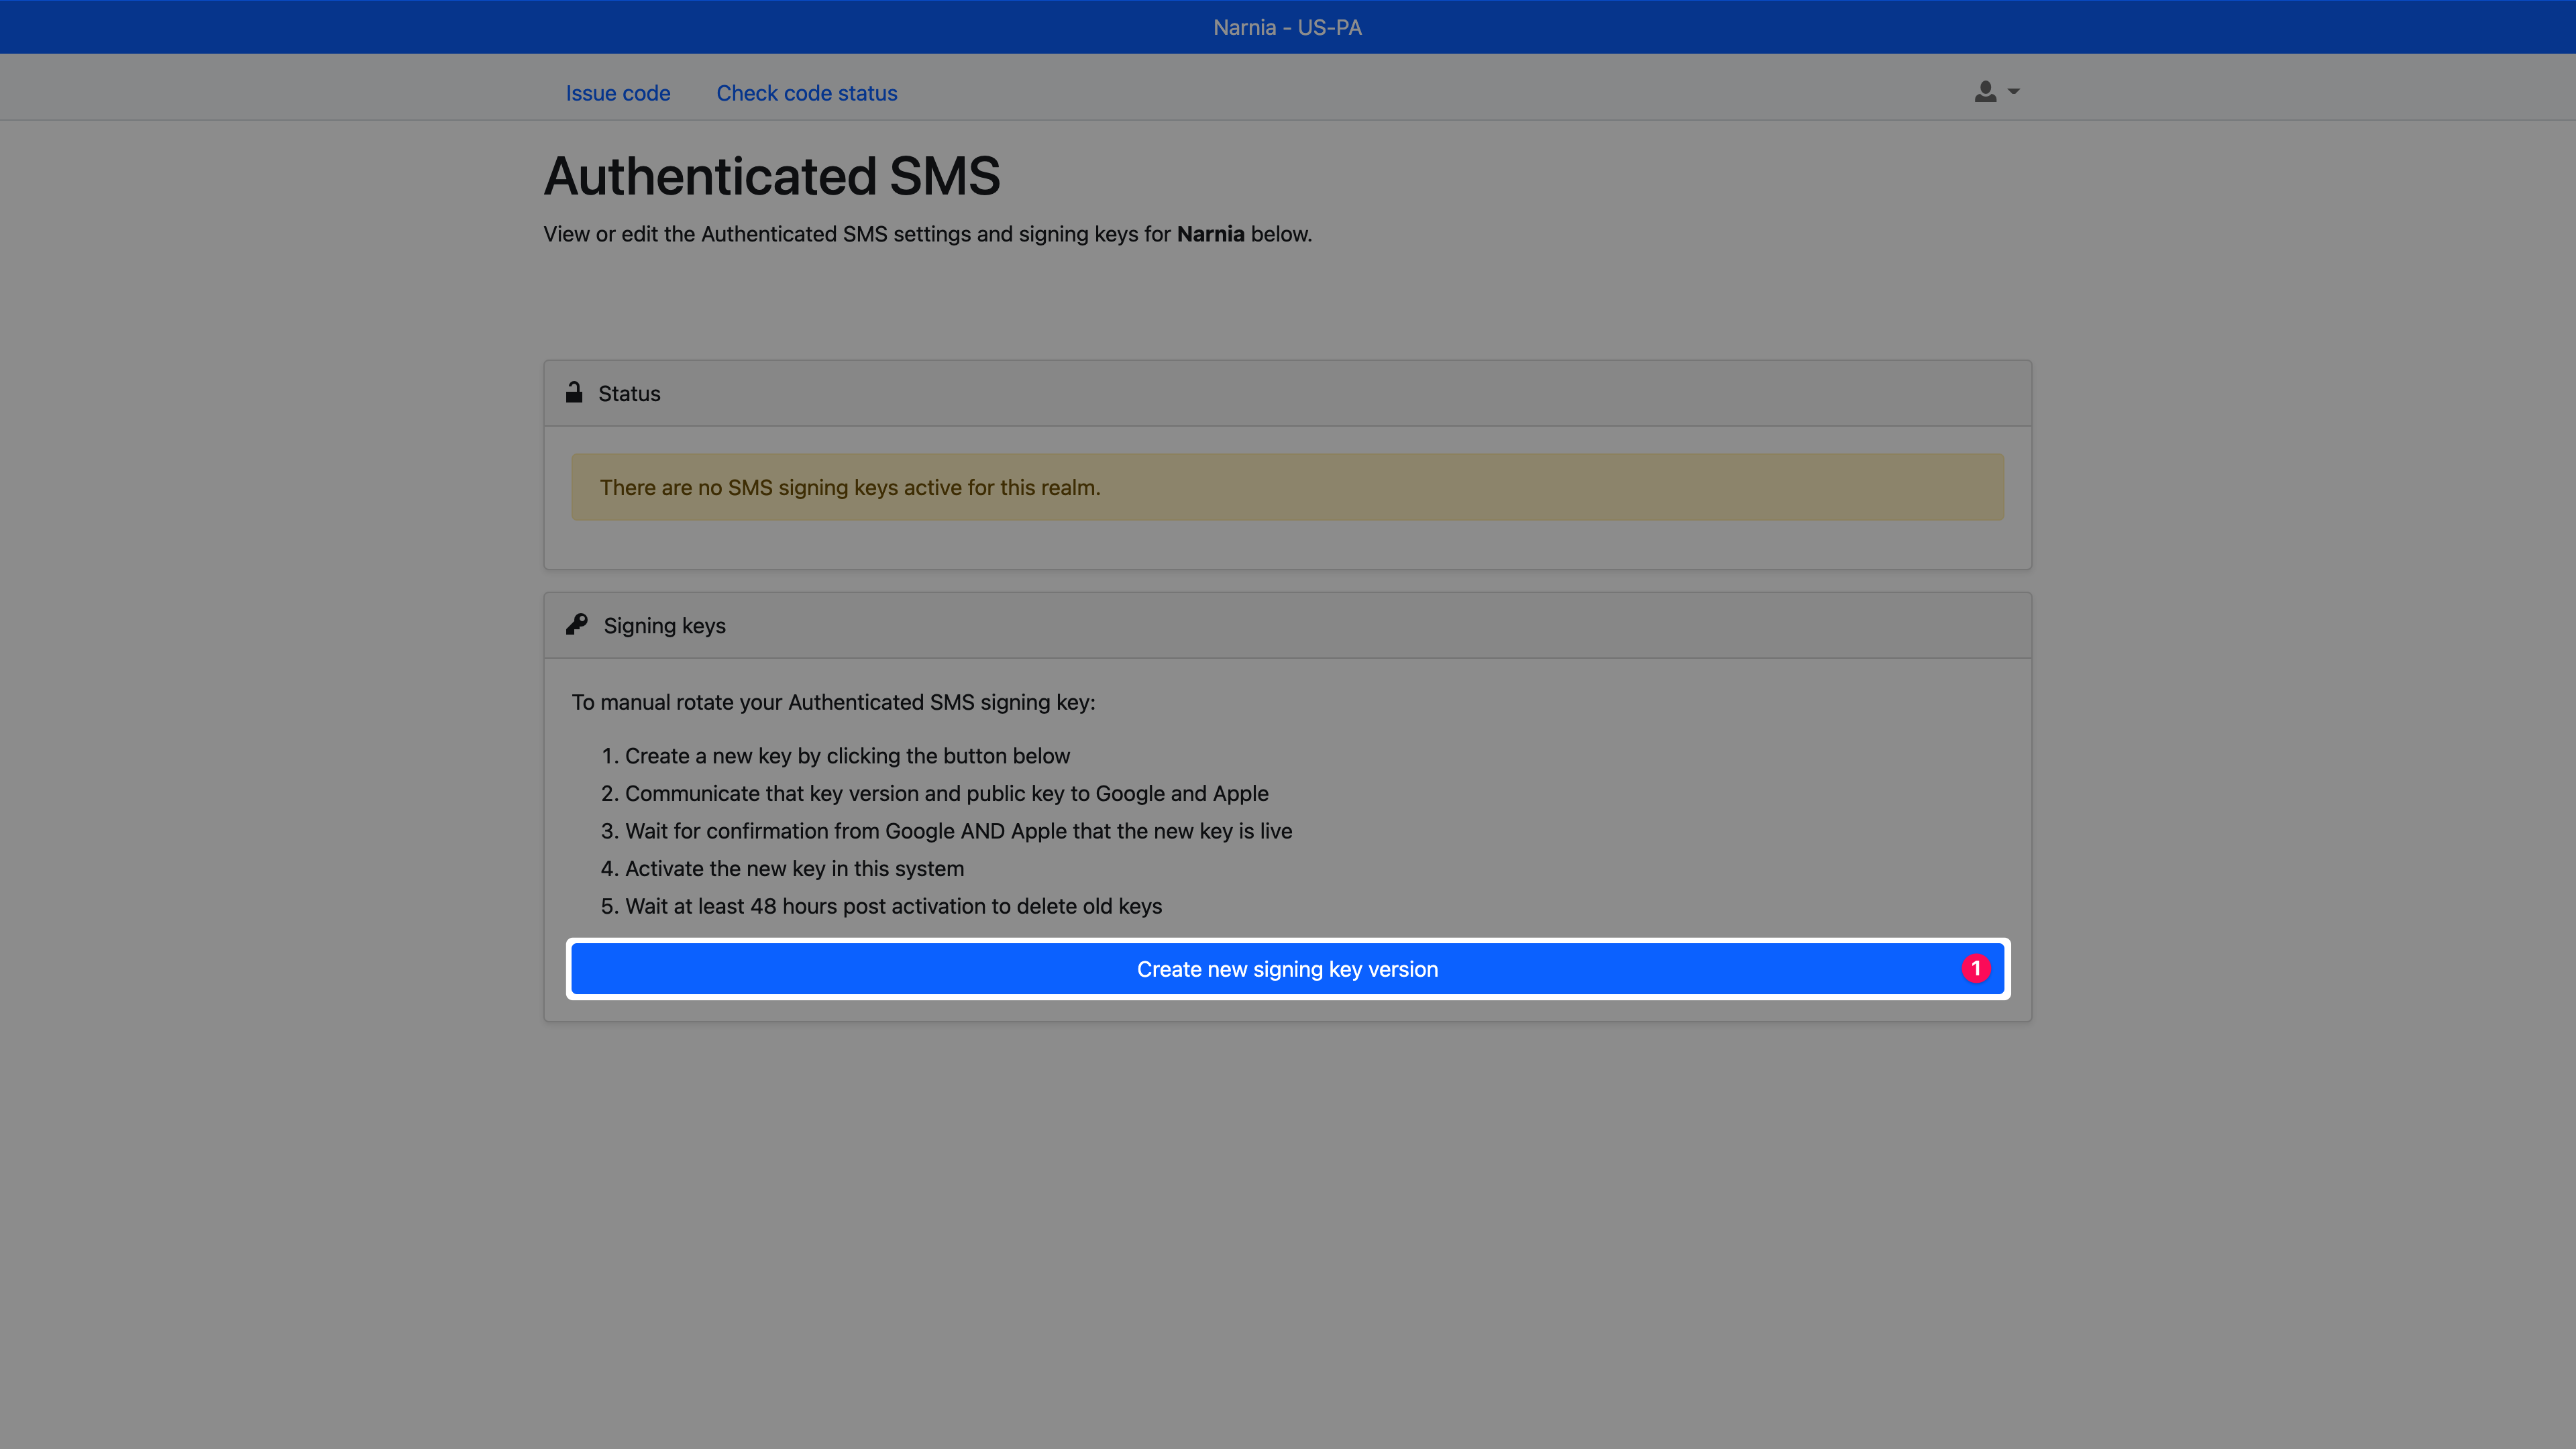 Narnia - US-PA
Issue code
Check code status
Authenticated SMS
View or edit the Authenticated SMS settings and signing keys for Narnia below.
Status
There are no SMS signing keys active for this realm.
Signing keys
To manual rotate your Authenticated SMS signing key:
1. Create a new key by clicking the button below
2. Communicate that key version and public key to Google and Apple
3. Wait for confirmation from Google AND Apple that the new key is live
4. Activate the new key in this system
5. Wait at least 48 hours post activation to delete old keys
Create new signing key version
1